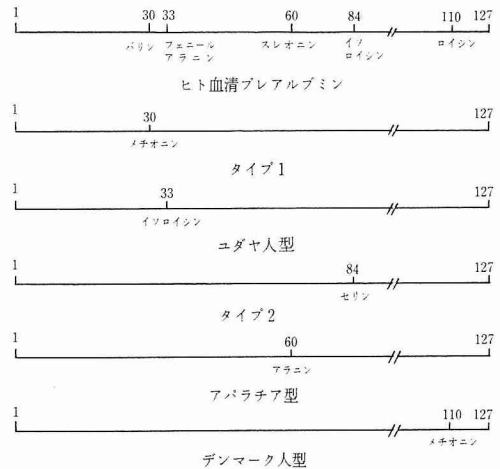 1 30 33 60 84 110 127
バリン フェニール アラニン スレオニン イソ ロイシン ロイシン
ヒト血清プレアルブミン
1 30 127
メチオニン
タイプ1
1 33 127
イソロイシン
ユダヤ人型
1 84 127
セリン
タイプ2
1 60 127
アラニン
アパラチア型
1 110 127
メチオニン
デンマーク人型